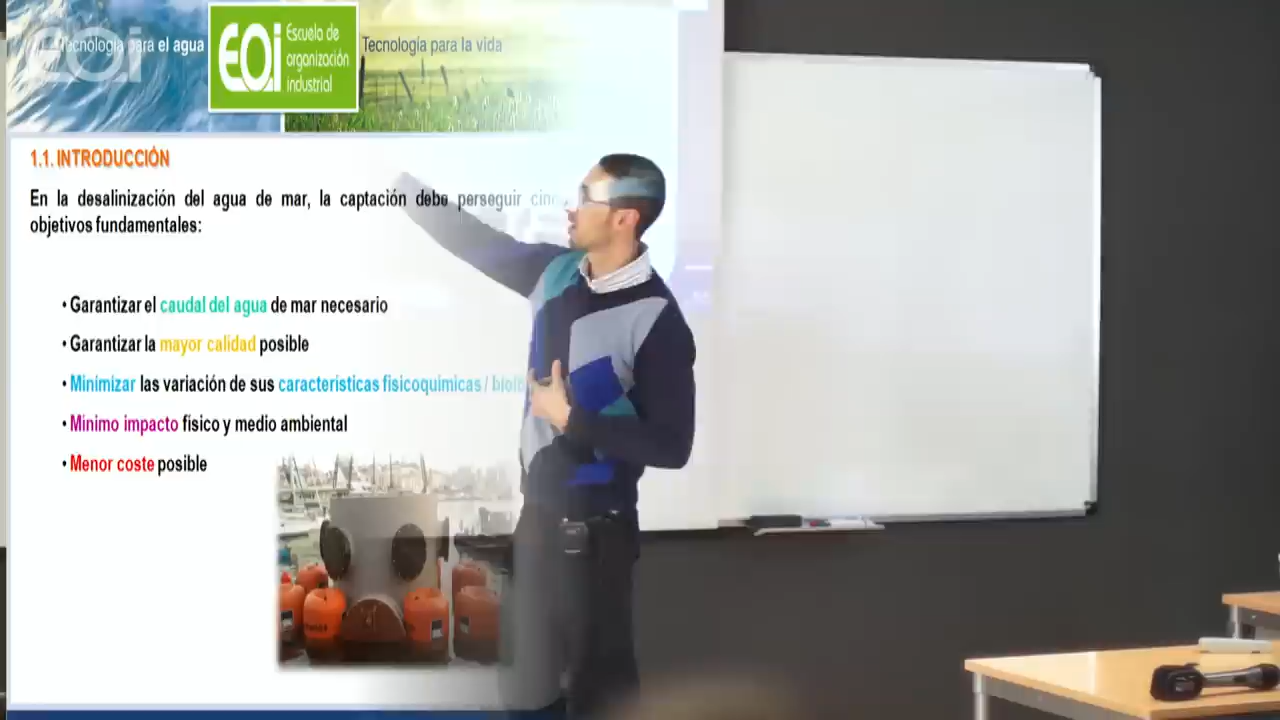 Tecnología para el agua
EOi
Escuela de
organización
industrial
Tecnología para la vida
EOi
1.1. INTRODUCCIÓN
En la desalinización del agua de mar, la captación debe perseguir
objetivos fundamentales:
• Garantizar el caudal del agua de mar necesario
• Garantizar la mayor calidad posible
• Minimizar las variación de sus características fisicoquímicas /
• Mínimo impacto físico y medio ambiental
• Menor coste posible